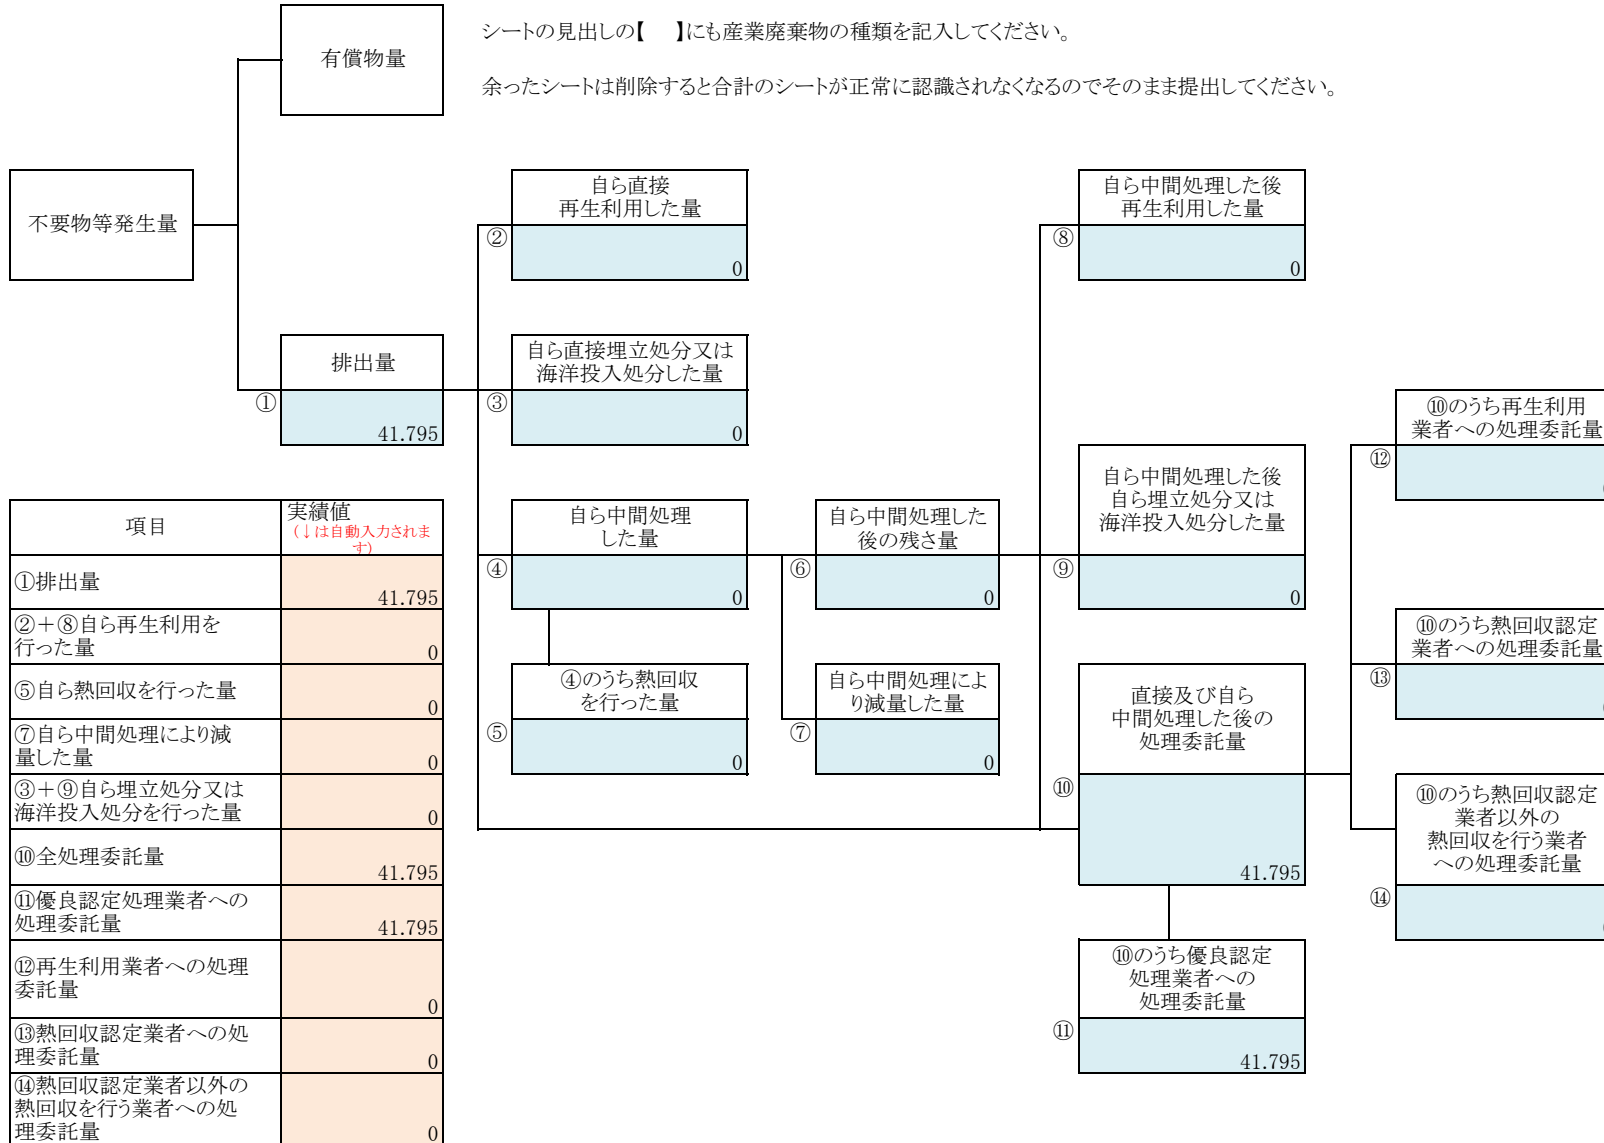 シートの見出しの【　】にも産業廃棄物の種類を記入してください。
有償物量
余ったシートは削除すると合計のシートが正常に認識されなくなるのでそのまま提出してください。
不要物等発生量
自ら直接
再生利用した量
②
0
自ら中間処理した後
再生利用した量
⑧
0
排出量
①
41.795
自ら直接埋立処分又は
海洋投入処分した量
③
0
⑩のうち再生利用
業者への処理委託量
⑫
自ら中間処理した後
自ら埋立処分又は
海洋投入処分した量
⑨
0
自ら中間処理
した量
④
0
自ら中間処理した
後の残さ量
⑥
0
⑩のうち熱回収認定
業者への処理委託量
⑬
④のうち熱回収
を行った量
⑤
0
自ら中間処理によ
り減量した量
⑦
0
直接及び自ら
中間処理した後の
処理委託量
⑩
41.795
⑩のうち熱回収認定
業者以外の
熱回収を行う業者
への処理委託量
⑭
⑩のうち優良認定
処理業者への
処理委託量
⑪
41.795
項目
実績値
(↓は自動入力されま
す)
①排出量
41.795
②＋⑧自ら再生利用を
行った量
0
⑤自ら熱回収を行った量
0
⑦自ら中間処理により減
量した量
0
③＋⑨自ら埋立処分又は
海洋投入処分を行った量
0
⑩全処理委託量
41.795
⑪優良認定処理業者への
処理委託量
41.795
⑫再生利用業者への処理
委託量
0
⑬熱回収認定業者への処
理委託量
0
⑭熱回収認定業者以外の
熱回収を行う業者への処
理委託量
0